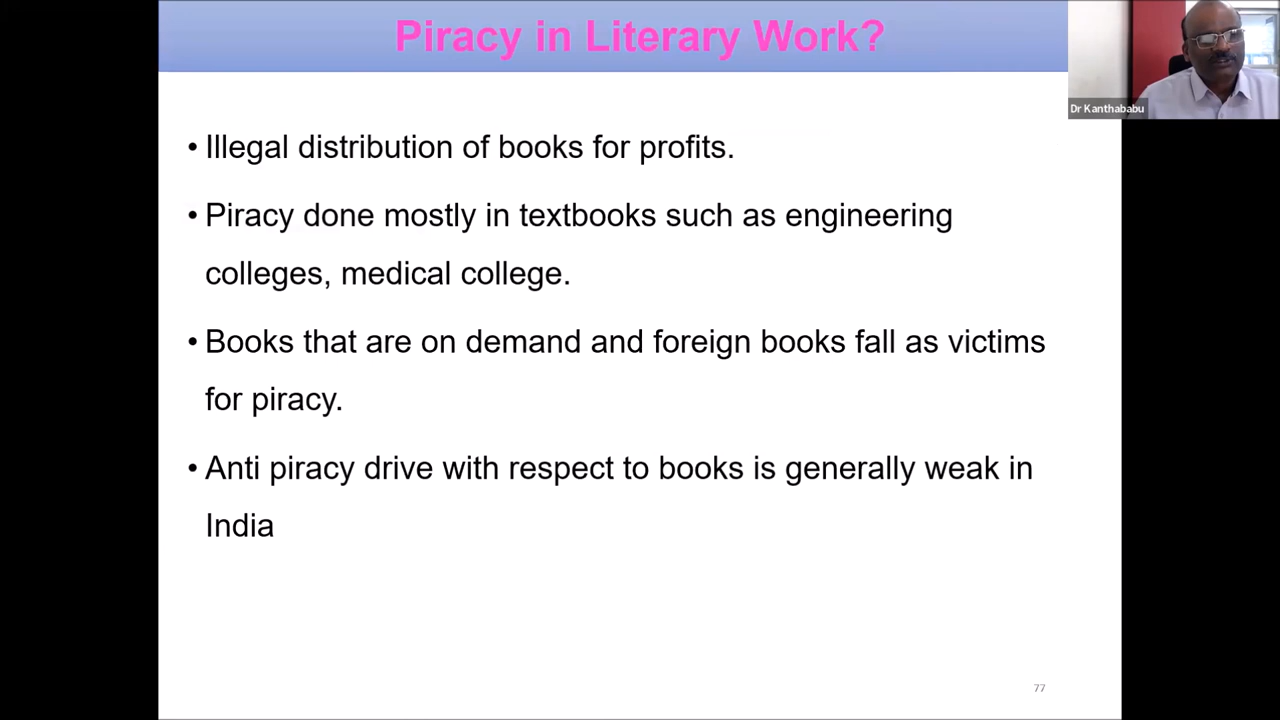 Piracy in Literary Work?
Dr Kanthababu
• Illegal distribution of books for profits.
• Piracy done mostly in textbooks such as engineering
colleges, medical college.
• Books that are on demand and foreign books fall as victims
for piracy.
• Anti piracy drive with respect to books is generally weak in
India
77